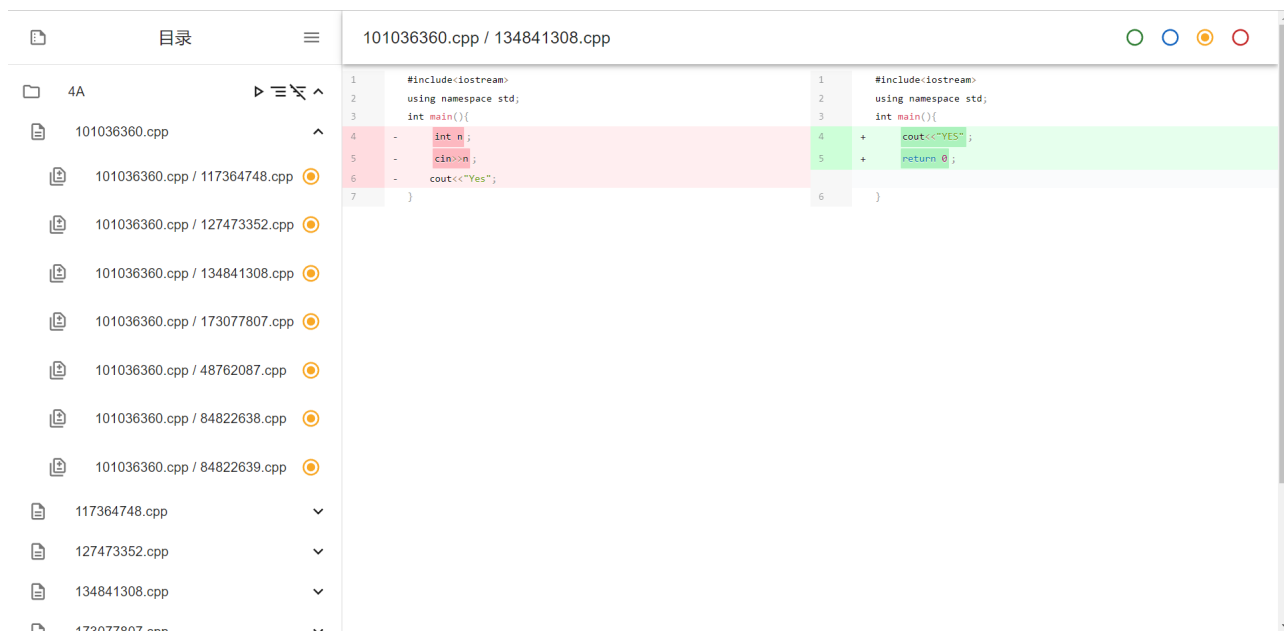 目录
4A
101036360.cpp
101036360.cpp / 117364748.cpp
101036360.cpp / 127473352.cpp
101036360.cpp / 134841308.cpp
101036360.cpp / 173077807.cpp
101036360.cpp / 48762087.cpp
101036360.cpp / 84822638.cpp
101036360.cpp / 84822639.cpp
117364748.cpp
127473352.cpp
134841308.cpp
173077807.cpp
101036360.cpp / 134841308.cpp
1 #include<iostream>
2 using namespace std;
3 int main(){
4 - int n;
5 - cin>>n;
6 - cout<<"Yes";
7 }
1 #include<iostream>
2 using namespace std;
3 int main(){
4 + cout<<"YES";
5 + return 0;
6 }